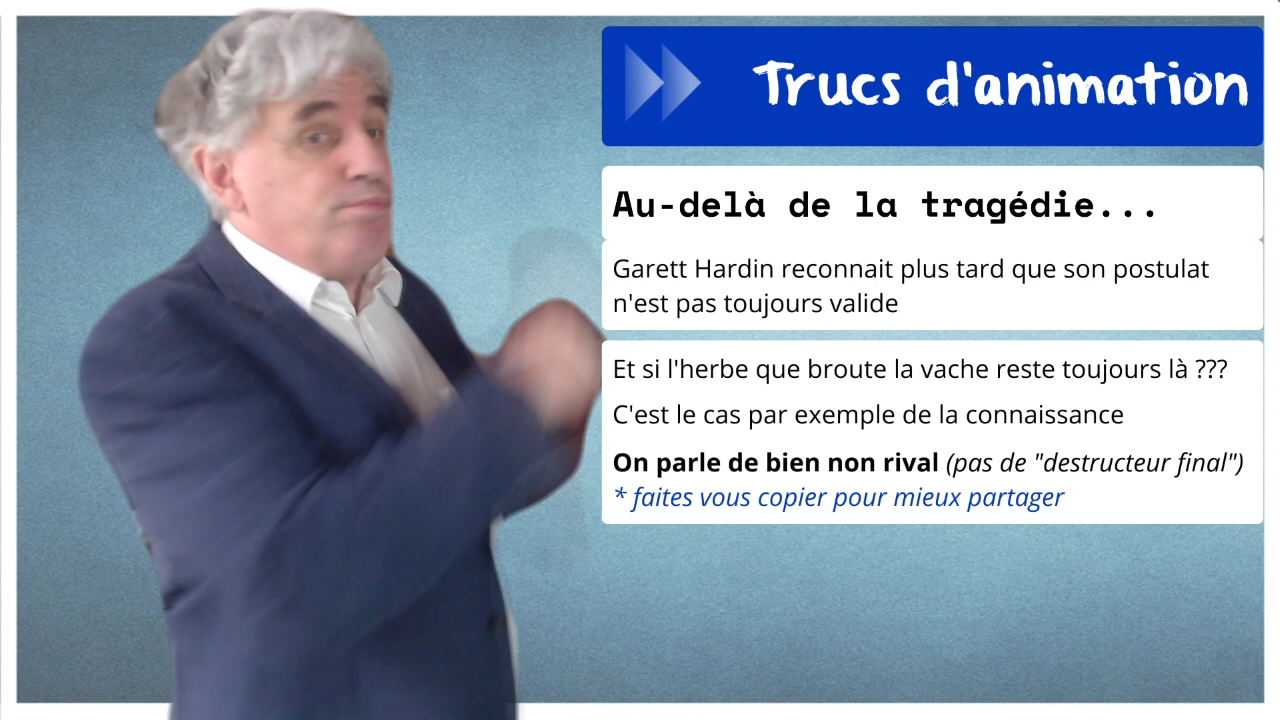 Trucs d'animation
Au-delà de la tragédie...
Garett Hardin reconnait plus tard que son postulat
n'est pas toujours valide
Et si l'herbe que broute la vache reste toujours là ???
C'est le cas par exemple de la connaissance
On parle de bien non rival (pas de "destructeur final")
* faites vous copier pour mieux partager